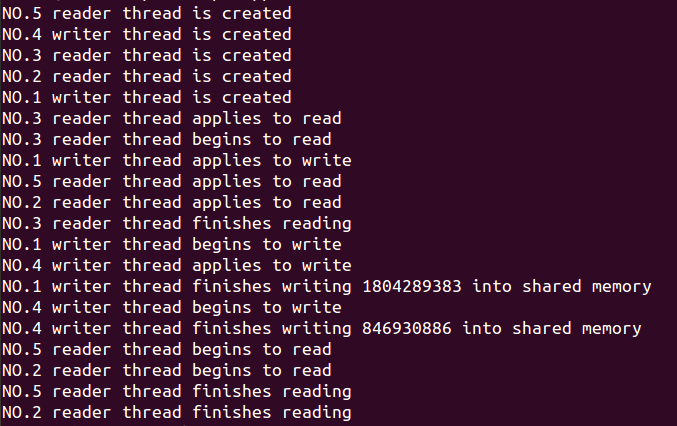 NO.5 reader thread is created
NO.4 writer thread is created
NO.3 reader thread is created
NO.2 reader thread is created
NO.1 writer thread is created
NO.3 reader thread applies to read
NO.3 reader thread begins to read
NO.1 writer thread applies to write
NO.5 reader thread applies to read
NO.2 reader thread applies to read
NO.3 reader thread finishes reading
NO.1 writer thread begins to write
NO.4 writer thread applies to write
NO.1 writer thread finishes writing 1804289383 into shared memory
NO.4 writer thread begins to write
NO.4 writer thread finishes writing 846930886 into shared memory
NO.5 reader thread begins to read
NO.2 reader thread begins to read
NO.5 reader thread finishes reading
NO.2 reader thread finishes reading